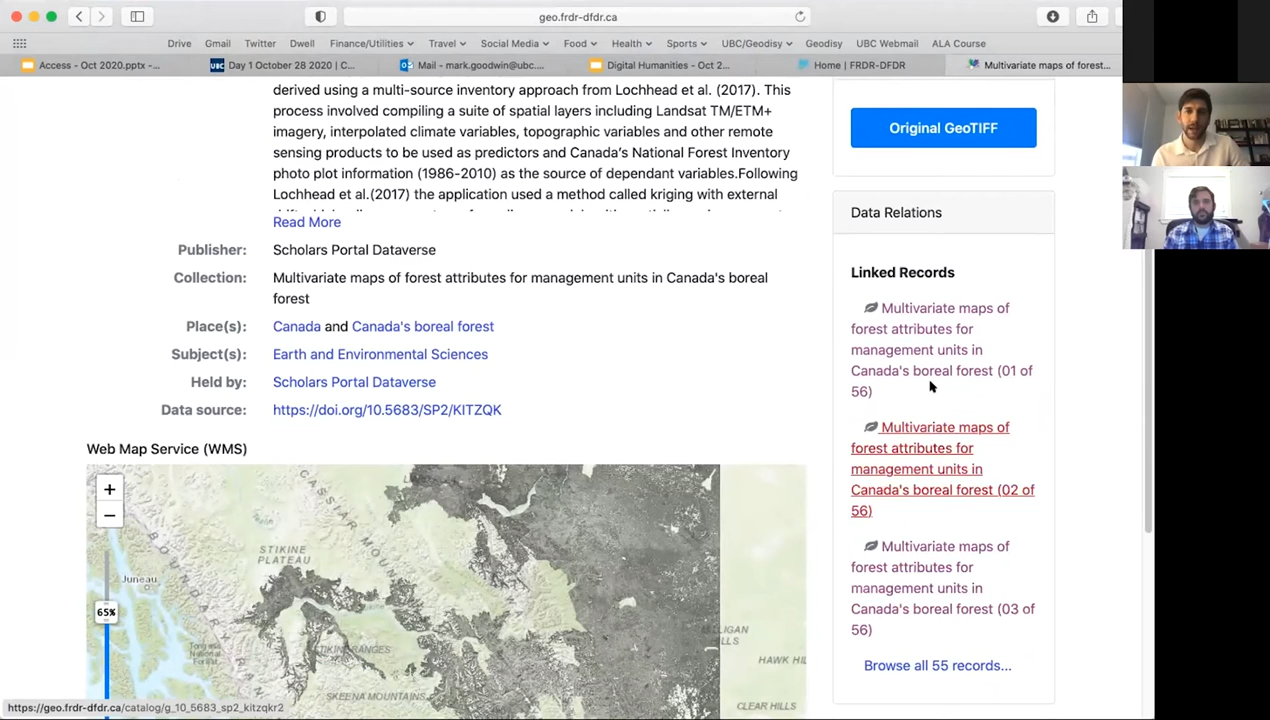 geo.frdr-dfdr.ca
Drive Gmail Twitter Dwell Finance/Utilities Travel Social Media Food Health Sports UBC/Geodisy Geodisy UBC Webmail ALA Course
Access - Oct 2020.pptx -... UBC Day 1 October 28 2020 | C... Mail - mark.goodwin@ubc.... Digital Humanities - Oct 2... Home | FRDR-DFDR Multivariate maps of forest...
derived using a multi-source inventory approach from Lochhead et al. (2017). This
process involved compiling a suite of spatial layers including Landsat TM/ETM+
imagery, interpolated climate variables, topographic variables and other remote
sensing products to be used as predictors and Canada's National Forest Inventory
photo plot information (1986-2010) as the source of dependent variables.Following
Lochhead et al.(2017) the application used a method called kriging with external
Read More
Publisher: Scholars Portal Dataverse
Collection: Multivariate maps of forest attributes for management units in Canada's boreal
forest
Place(s): Canada and Canada's boreal forest
Subject(s): Earth and Environmental Sciences
Held by: Scholars Portal Dataverse
Data source: https://doi.org/10.5683/SP2/KITZQK
Web Map Service (WMS)
+
−
65%
Juneau
CASSIAR
STIKINE
PLATEAU
SKEENA MOUNTAINS
HAWK HIL
CLEAR HILLS
https://geo.frdr-dfdr.ca/catalog/g_10_5683_sp2_kitzqkr2
Original GeoTIFF
Data Relations
Linked Records
Multivariate maps of
forest attributes for
management units in
Canada's boreal forest (01 of
56)
Multivariate maps of
forest attributes for
management units in
Canada's boreal forest (02 of
56)
Multivariate maps of
forest attributes for
management units in
Canada's boreal forest (03 of
56)
Browse all 55 records...